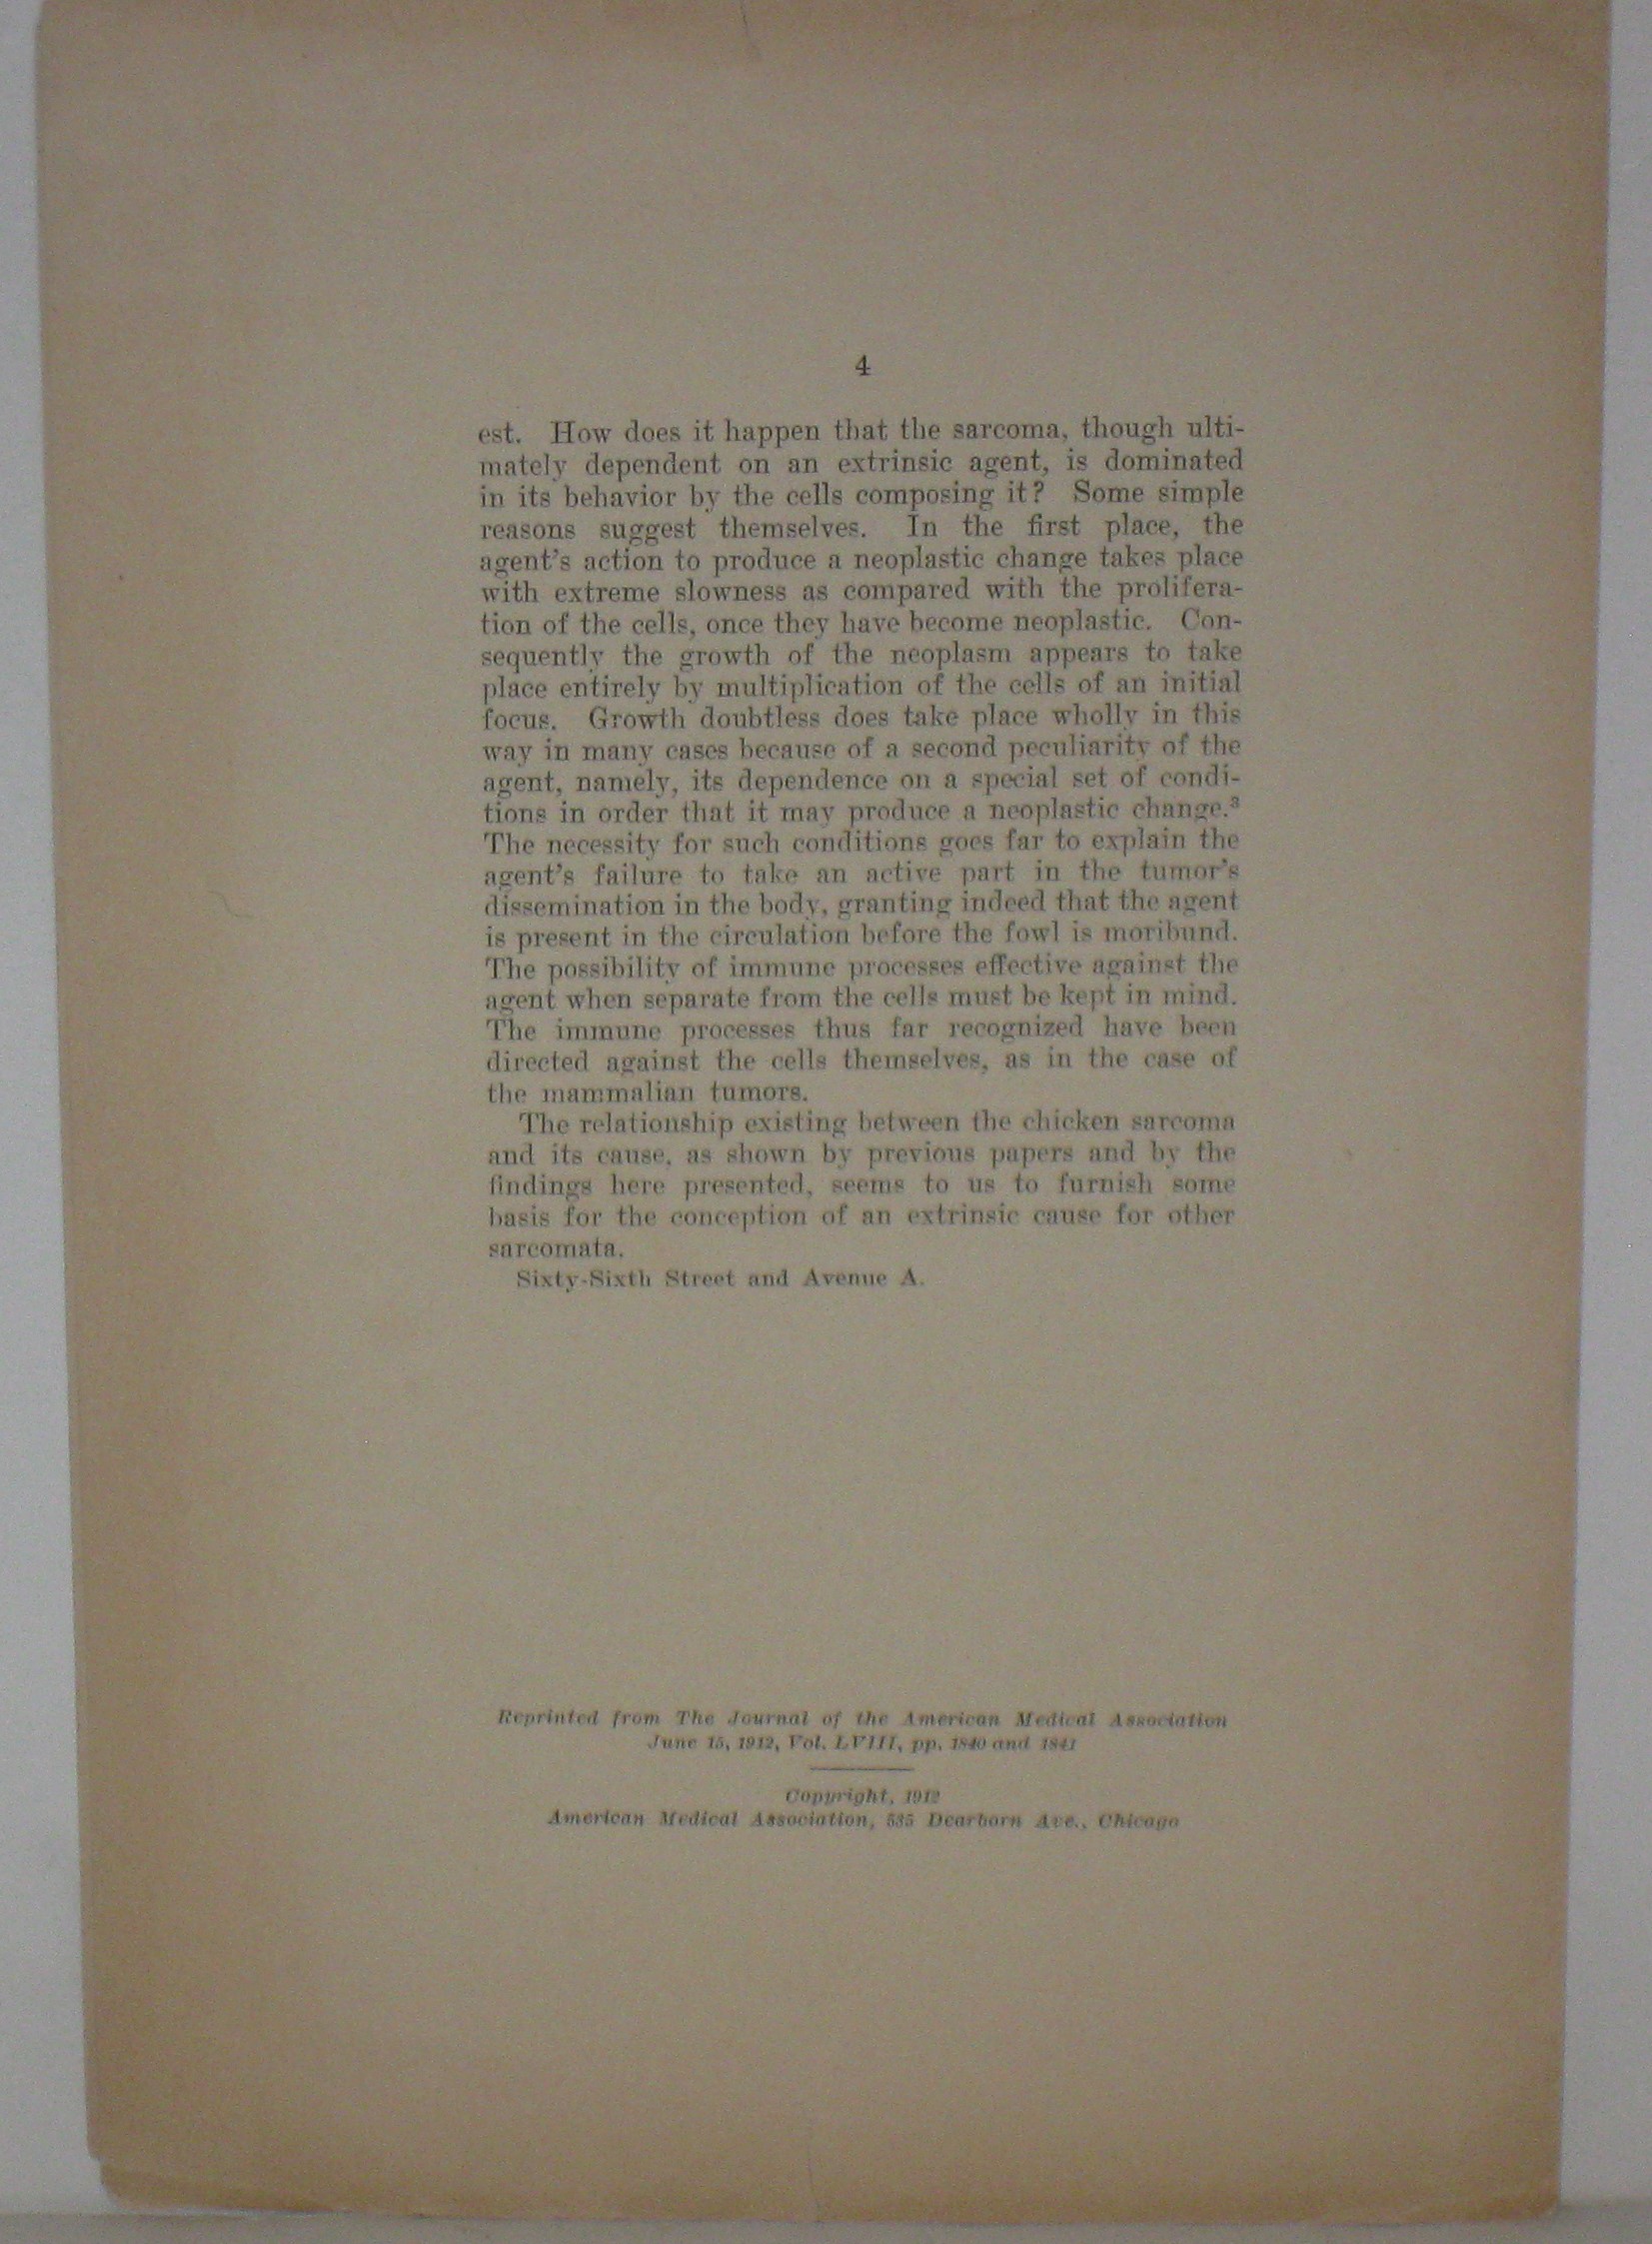 4
est. How does it happen that the sarcoma, though ulti-
mately dependent on an extrinsic agent, is dominated
in its behavior by the cells composing it? Some simple
reasons suggest themselves. In the first place, the
agent's action to produce a neoplastic change takes place
with extreme slowness as compared with the prolifera-
tion of the cells, once they have become neoplastic. Con-
sequently the growth of the neoplasm appears to take
place entirely by multiplication of the cells of an initial
focus. Growth doubtless does take place wholly in this
way in many cases because of a second peculiarity of the
agent, namely, its dependence on a special set of condi-
tions in order that it may produce a neoplastic change.³
The necessity for such conditions goes far to explain the
agent's failure to take an active part in the tumor's
dissemination in the body, granting indeed that the agent
is present in the circulation before the fowl is moribund.
The possibility of immune processes effective against the
agent when separate from the cells must be kept in mind.
The immune processes thus far recognized have been
directed against the cells themselves, as in the case of
the mammalian tumors.
The relationship existing between the chicken sarcoma
and its cause, as shown by previous papers and by the
findings here presented, seems to us to furnish some
basis for the conception of an extrinsic cause for other
sarcomata.
Sixty-Sixth Street and Avenue A.
Reprinted from The Journal of the American Medical Association
June 15, 1912, Vol. LVIII, pp. 1840 and 1841
Copyright, 1912
American Medical Association, 535 Dearborn Ave., Chicago